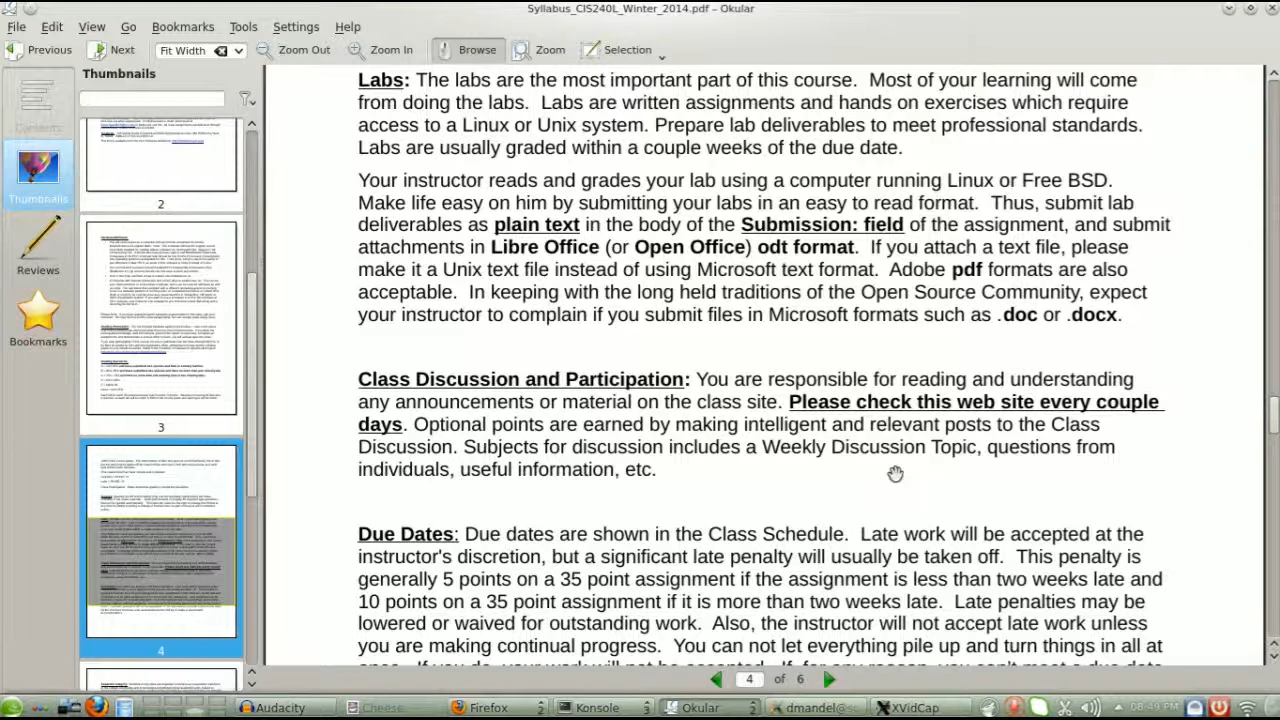 Syllabus_CIS240L_Winter_2014.pdf – Okular
File Edit View Go Bookmarks Tools Settings Help
Previous Next Fit Width Zoom Out Zoom In Browse Zoom Selection
Thumbnails
Contents
Thumbnails
Reviews
Bookmarks
2
3
4
Labs: The labs are the most important part of this course. Most of your learning will come
from doing the labs. Labs are written assignments and hands on exercises which require
access to a Linux or Unix system. Prepare lab deliverables to meet professional standards.
Labs are usually graded within a couple weeks of the due date.
Your instructor reads and grades your lab using a computer running Linux or Free BSD.
Make life easy on him by submitting your labs in an easy to read format. Thus, submit lab
deliverables as plain text in the body of the Submission: field of the assignment, and submit
attachments in Libre Office (or Open Office) odt format. If you attach a text file, please
make it a Unix text file instead of using Microsoft text format. Adobe pdf formats are also
acceptable. In keeping with the long held traditions of the Open Source Community, expect
your instructor to complain if you submit files in Microsoft formats such as .doc or .docx.
Class Discussion and Participation: You are responsible for reading and understanding
any announcements or material on the class site. Please check this web site every couple
days. Optional points are earned by making intelligent and relevant posts to the Class
Discussion. Subjects for discussion includes a Weekly Discussion Topic, questions from
individuals, useful information, etc.
Late Dates: Due dates are shown in the Class Schedule. Late work will be accepted at the
instructor's discretion, but a significant late penalty will usually be taken off. This penalty is
generally 5 points on a 35 point assignment if the assignment is less than two weeks late and
10 points on a 35 point assignment if it is more than two weeks late. Late penalties may be
lowered or waived for outstanding work. Also, the instructor will not accept late work unless
you are making continual progress. You can not let everything pile up and turn things in all at
4 of 6
Audacity Cheese Firefox 2 Konsole 3 Okular 2 dmandel@ XVidCap 08:49 PM